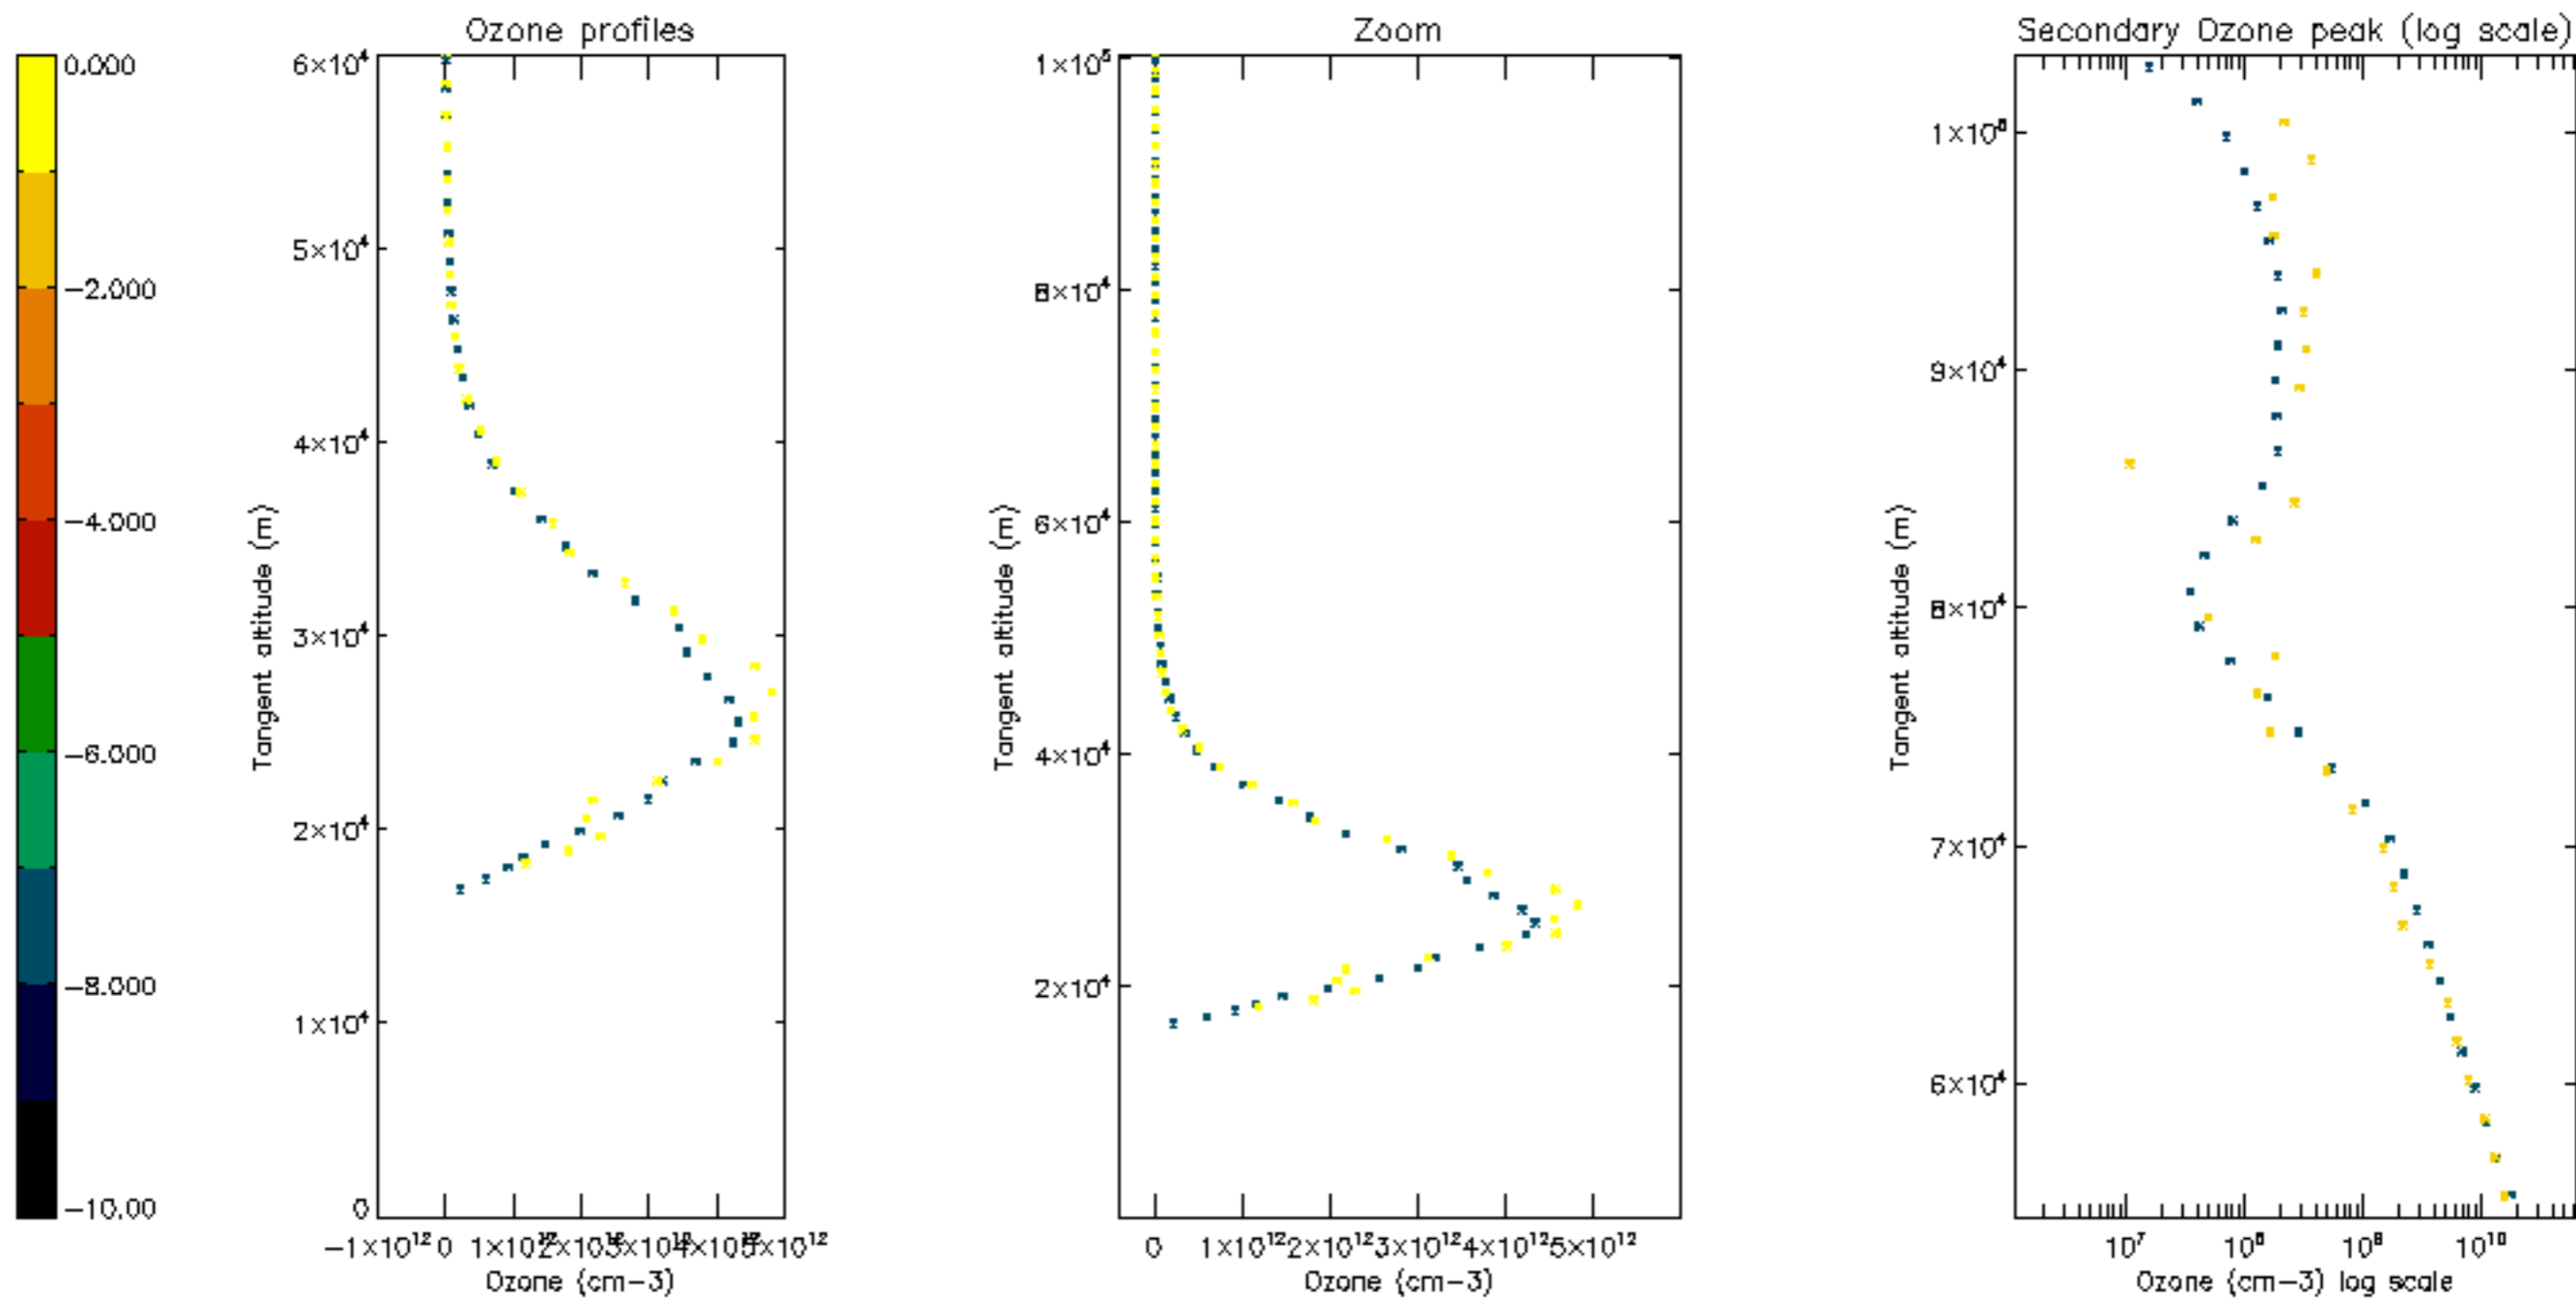 Ozone profiles
Zoom
Secondary Ozone peak (log scale)
0.000
−2.000
−4.000
−6.000
−8.000
−10.00
6×10⁴
5×10⁴
4×10⁴
3×10⁴
2×10⁴
1×10⁴
0
Tangent altitude (m)
−1×10¹² 0
Ozone (cm−3)
1×10⁵
8×10⁴
6×10⁴
4×10⁴
2×10⁴
Tangent altitude (m)
0 1×10¹² 2×10¹² 3×10¹² 4×10¹² 5×10¹²
Ozone (cm−3)
9×10⁴
8×10⁴
7×10⁴
6×10⁴
Tangent altitude (m)
10⁷ 10⁸ 10⁹ 10¹⁰
Ozone (cm−3) log scale